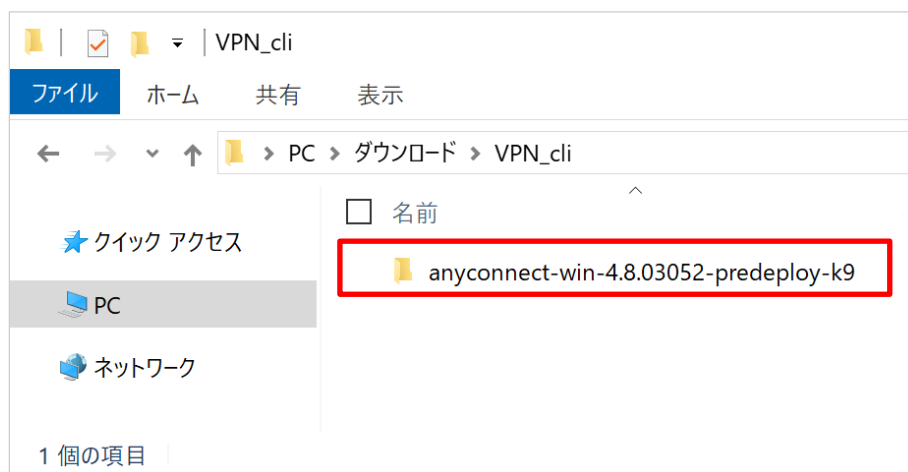 VPN_cli
ファイル ホーム 共有 表示
PC ダウンロード VPN_cli
名前
クイック アクセス
anyconnect-win-4.8.03052-predeploy-k9
PC
ネットワーク
1 個の項目